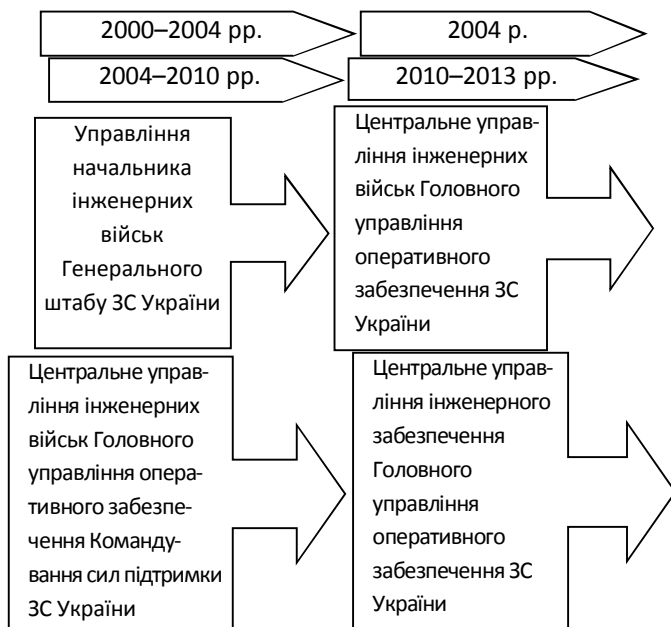 2000–2004 рр.
2004 р.
2004–2010 рр.
2010–2013 рр.
Управління
начальника
інженерних
військ
Генерального
штабу ЗС України
Центральне управ-
ління інженерних
військ Головного
управління
оперативного
забезпечення ЗС
України
Центральне управ-
ління інженерних
військ Головного
управління опера-
тивного забезпе-
чення Команду-
вання сил підтримки
ЗС України
Центральне управ-
ління інженерного
забезпечення
Головного
управління
оперативного
забезпечення ЗС
України